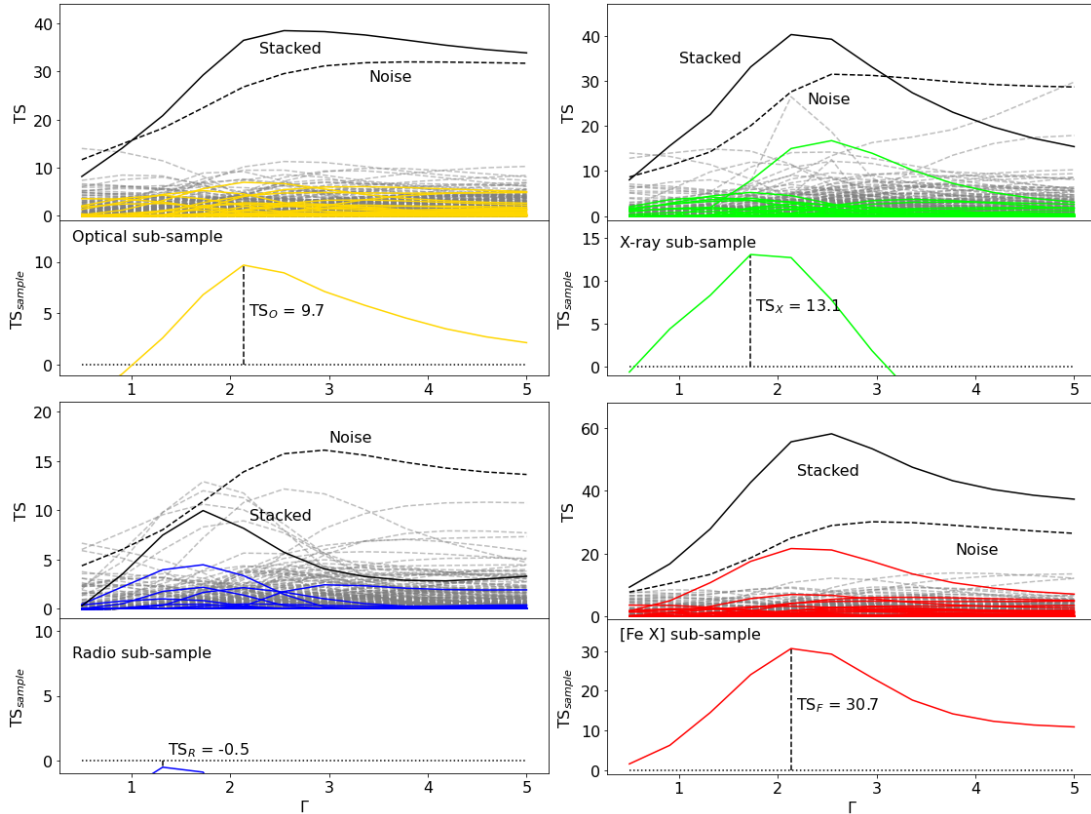 40
30
20
10
0
TS
Stacked
Noise
Optical sub-sample
10
5
0
TS_sample
TS_O = 9.7
1 2 3 4 5
40
30
20
10
0
TS
Stacked
Noise
X-ray sub-sample
15
10
5
0
TS_sample
TS_X = 13.1
1 2 3 4 5
20
15
10
5
0
TS
Noise
Stacked
10
Radio sub-sample
5
0
TS_sample
TS_R = -0.5
1 2 3 4 5
Γ
60
40
20
0
TS
Stacked
Noise
[Fe X] sub-sample
30
20
10
0
TS_sample
TS_F = 30.7
1 2 3 4 5
Γ